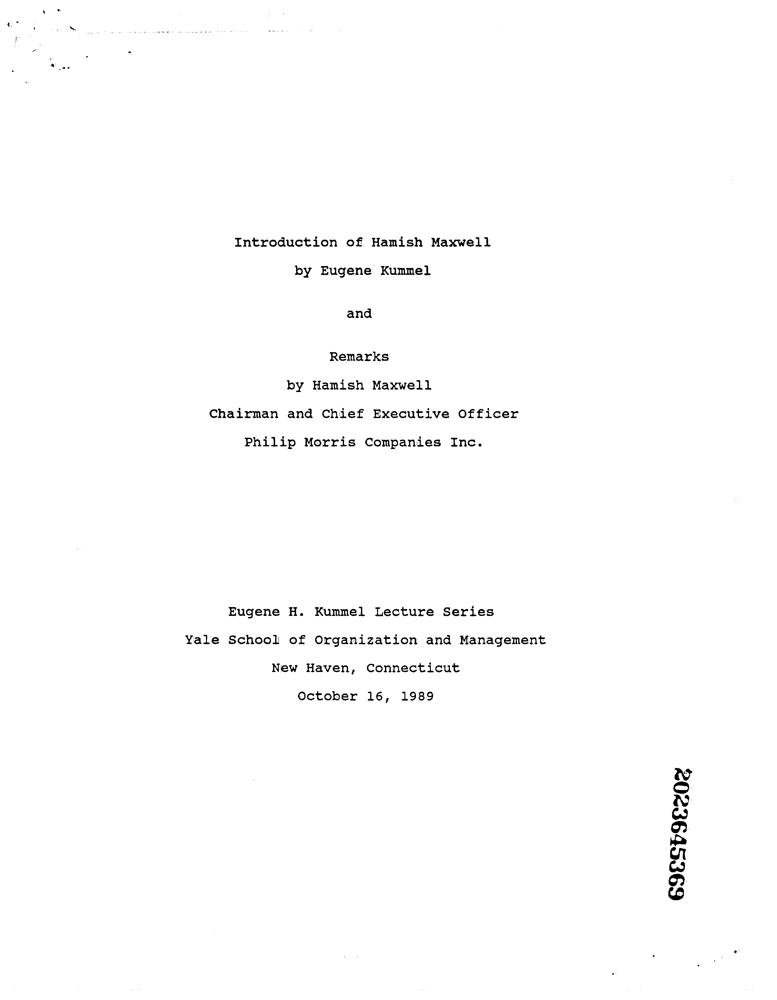 Introduction of Hamish Maxwell
by Eugene Kummel
and
Remarks
by Hamish Maxwell
Chairman and Chief Executive Officer
Philip Morris Companies Inc.
Eugene H. Kummel Lecture Series
Yale School of Organization and Management
New Haven, Connecticut
October 16, 1989
2023645369